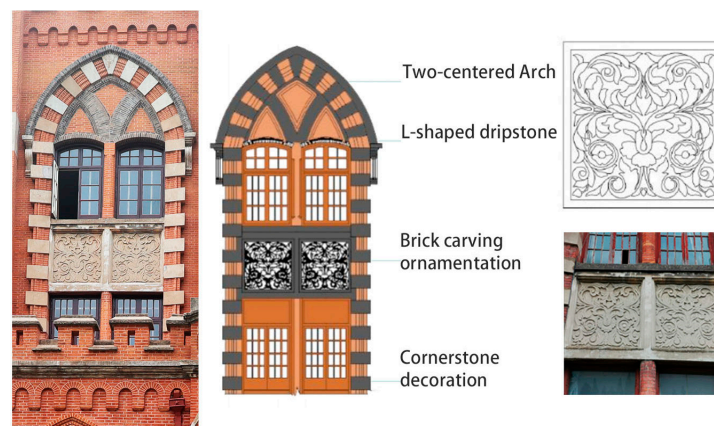 Two-centered Arch
L-shaped dripstone
Brick carving
ornamentation
Cornerstone
decoration